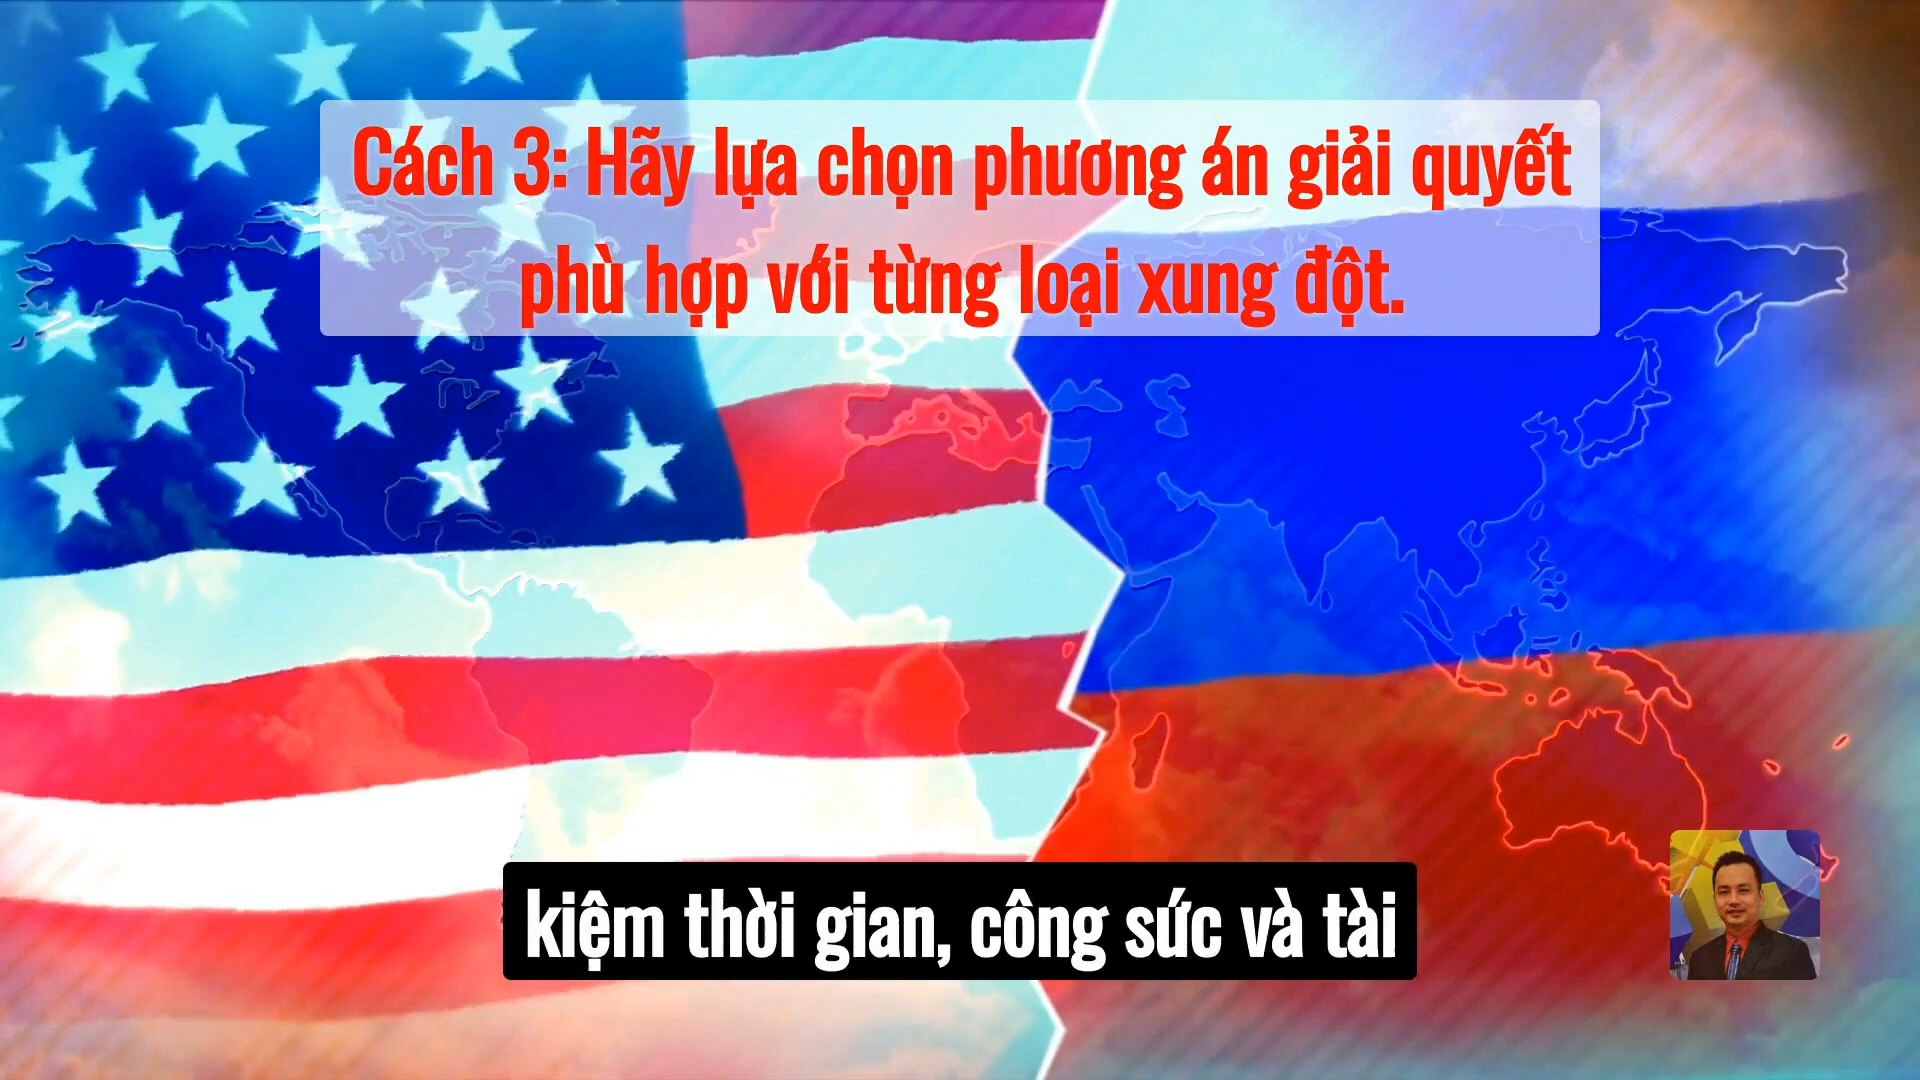 Cách 3: Hãy lựa chọn phương án giải quyết
phù hợp với từng loại xung đột.
kiệm thời gian, công sức và tài